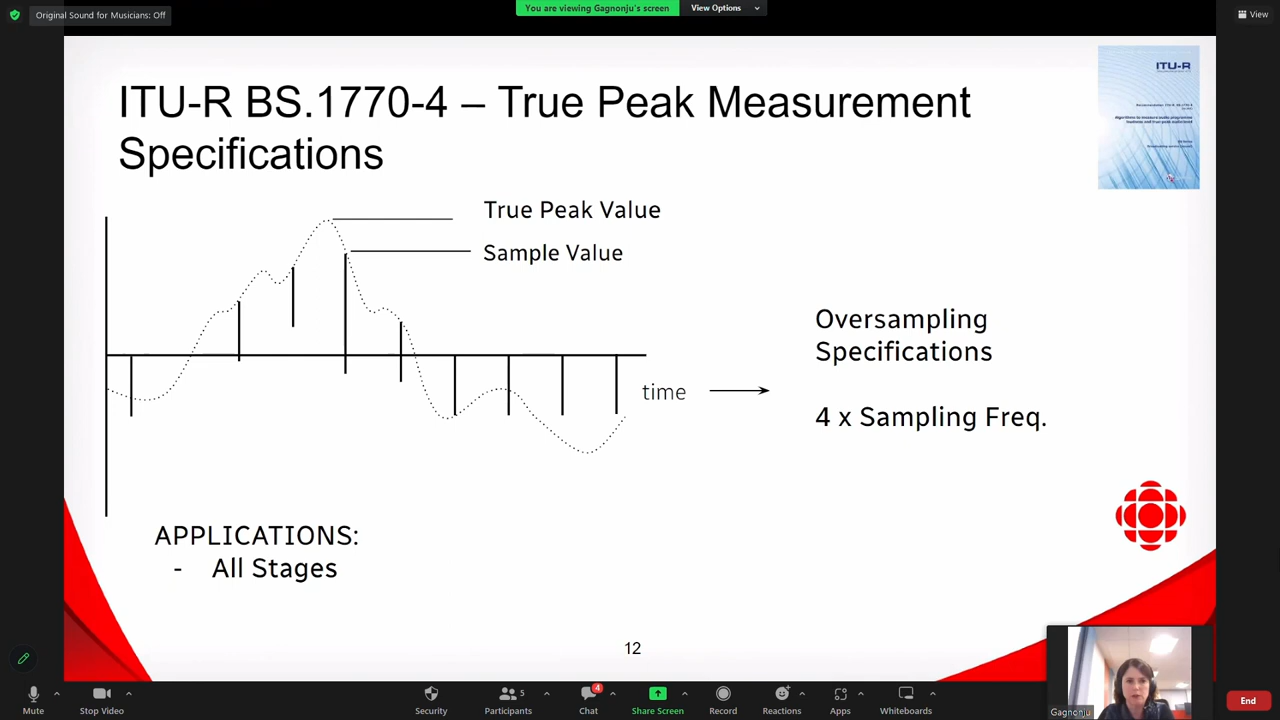 Original Sound for Musicians: Off
You are viewing Gagnonju's screen
View Options
View
ITU-R BS.1770-4 – True Peak Measurement
Specifications
ITU-R
True Peak Value
Sample Value
Oversampling
Specifications
time
4 x Sampling Freq.
APPLICATIONS:
- All Stages
12
Gagnonju
Mute
Stop Video
Security
5
Participants
4
Chat
Share Screen
Record
Reactions
Apps
Whiteboards
End